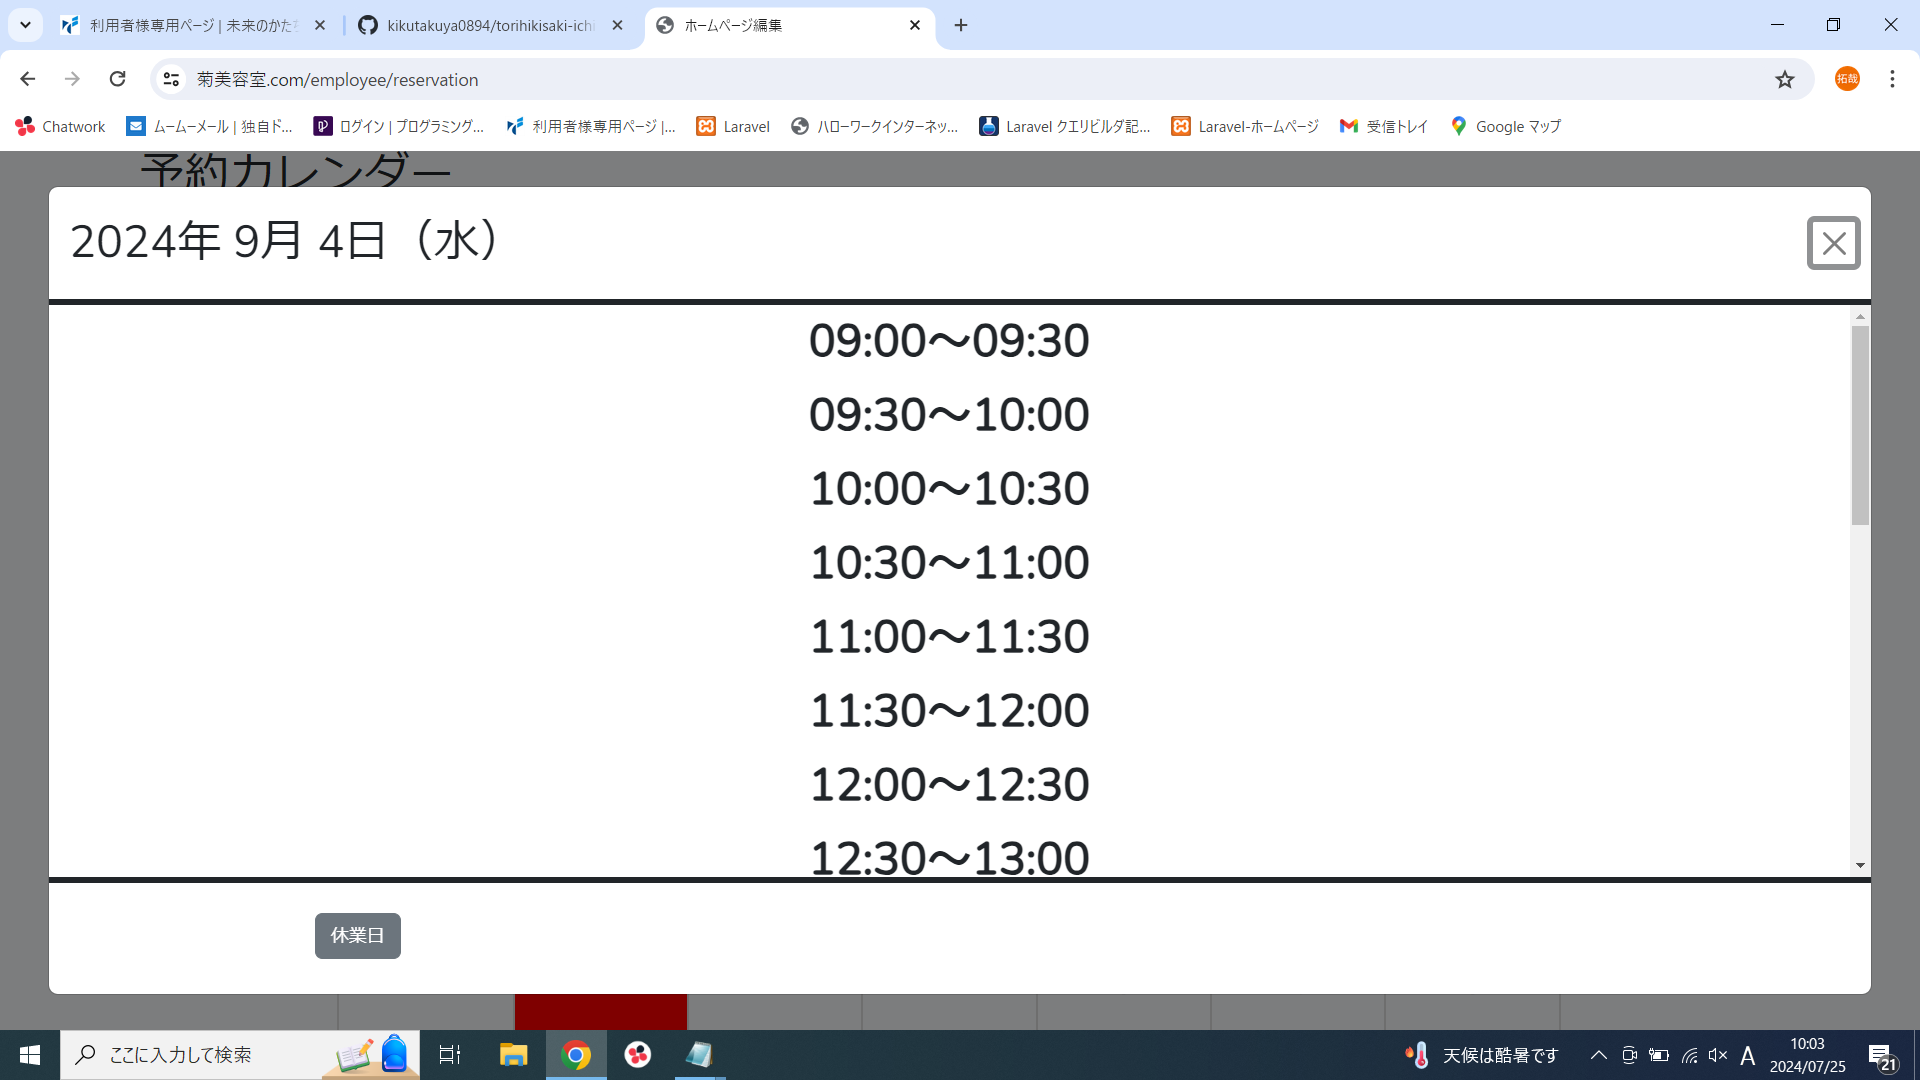 利用者様専用ページ | 未来のかたち
kikutakuya0894/torihikisaki-ichi
ホームページ編集
菊美容室.com/employee/reservation
拓哉
Chatwork
ムームーメール | 独自ド...
ログイン | プログラミング...
利用者様専用ページ |...
Laravel
ハローワークインターネッ...
Laravel クエリビルダ記...
Laravel-ホームページ
受信トレイ
Google マップ
予約カレンダー
2024年 9月 4日（水）
09:00～09:30
09:30～10:00
10:00～10:30
10:30～11:00
11:00～11:30
11:30～12:00
12:00～12:30
12:30～13:00
休業日
ここに入力して検索
天候は酷暑です
A
10:03
2024/07/25
21